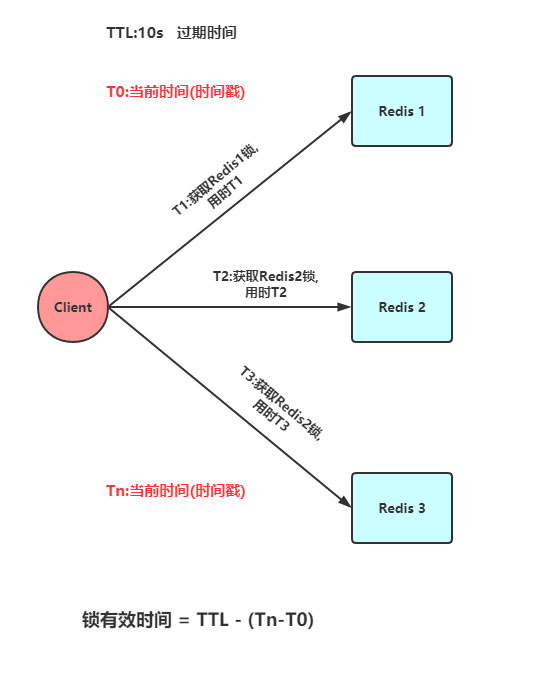 TTL:10s 过期时间
T0:当前时间(时间戳)
Redis 1
T1:获取Redis1锁,
用时T1
T2:获取Redis2锁,
用时T2
Client
Redis 2
T3:获取Redis2锁,
用时T3
Tn:当前时间(时间戳)
Redis 3
锁有效时间 = TTL - (Tn-T0)